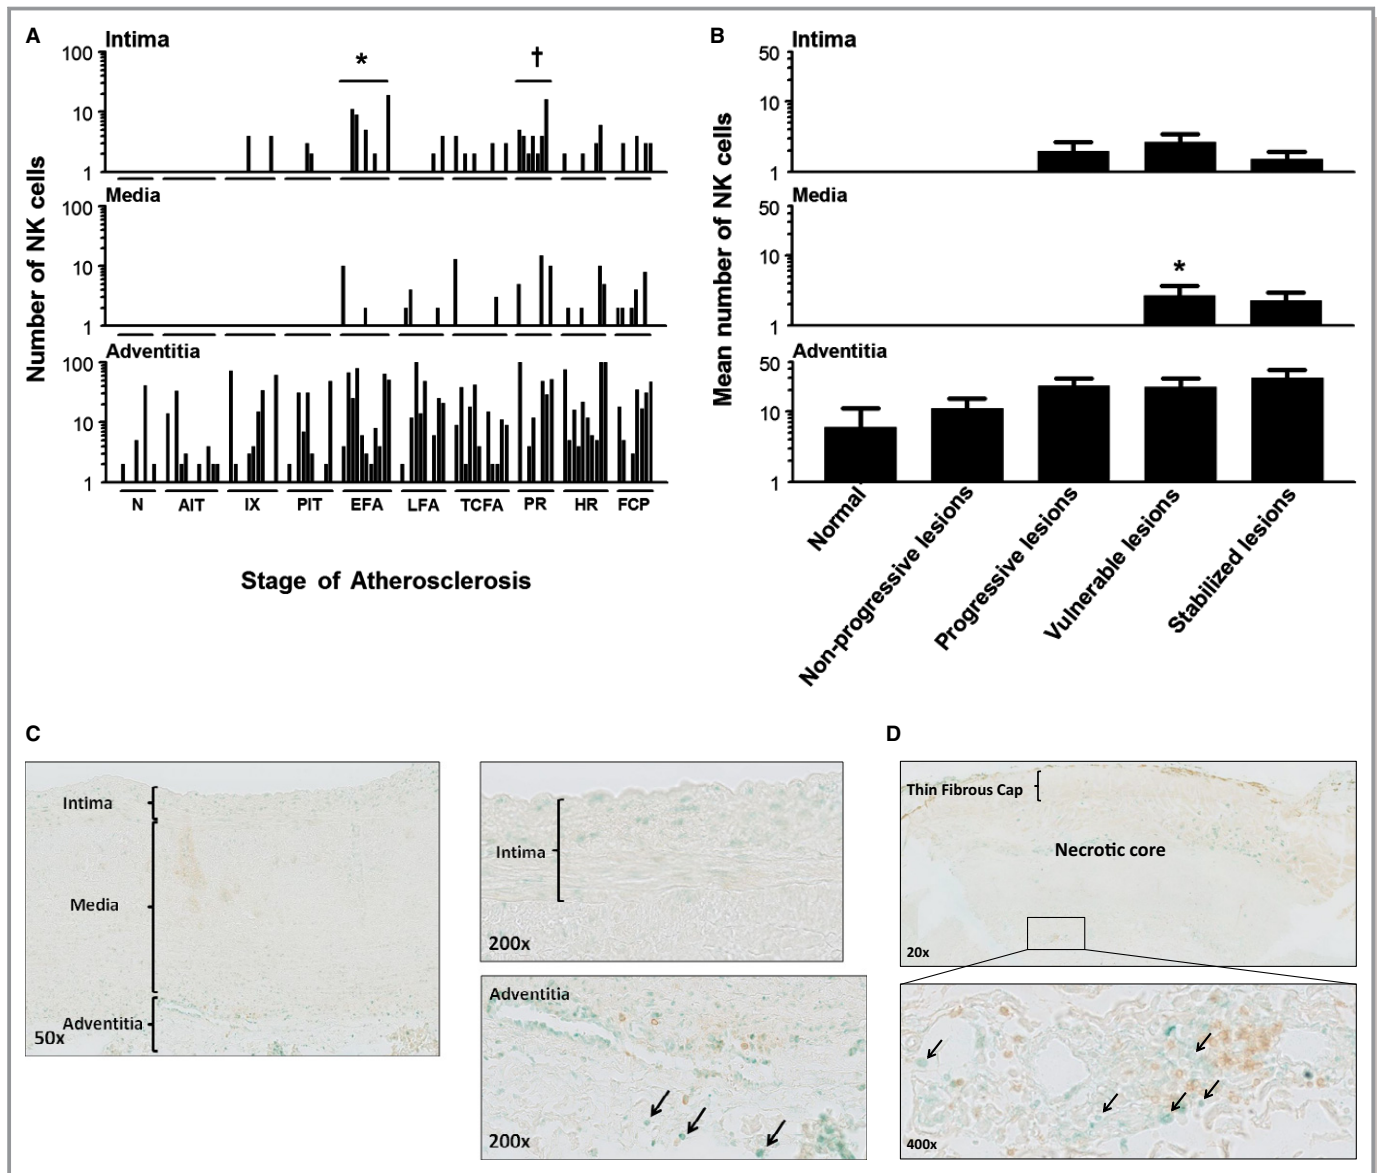 A
Intima
*
†
100
10
1
Media
100
10
1
Adventitia
100
10
1
Number of NK cells
N AIT IX PIT EFA LFA TCFA PR HR FCP
Stage of Atherosclerosis
B
Intima
50
10
1
Media
50
*
10
1
Adventitia
50
10
1
Mean number of NK cells
Normal
Non-progressive lesions
Progressive lesions
Vulnerable lesions
Stabilized lesions
C
Intima
Media
Adventitia
50x
Intima
200x
Adventitia
200x
D
Thin Fibrous Cap
Necrotic core
20x
400x